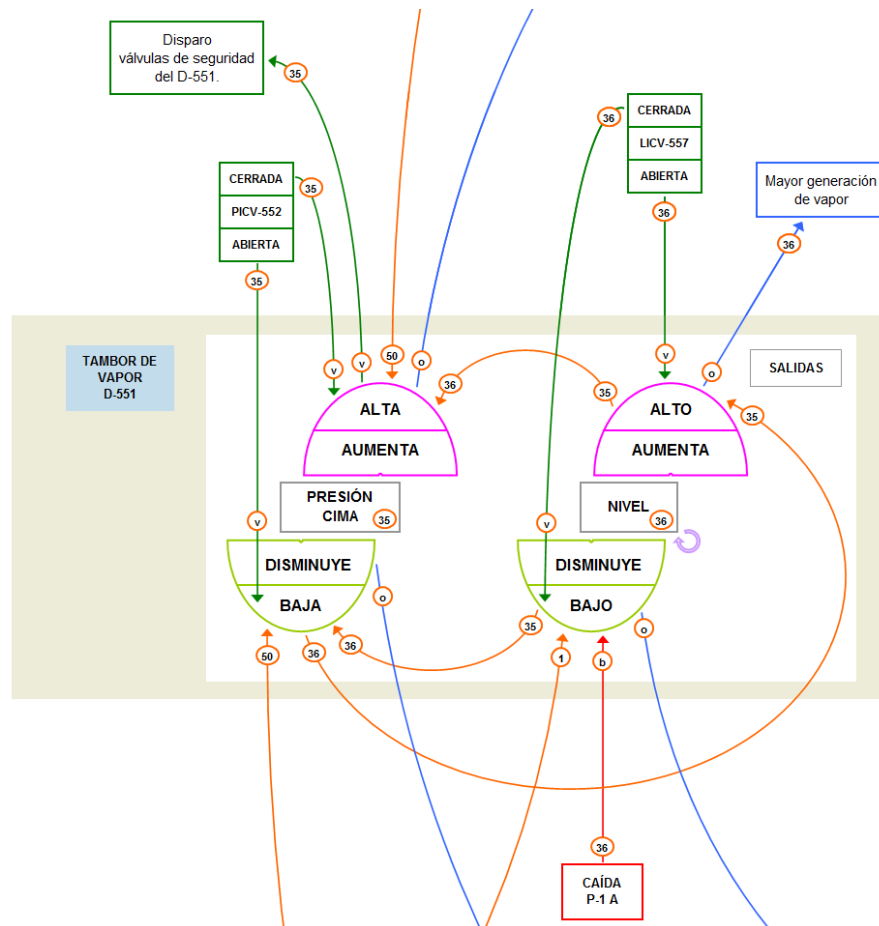 Disparo
válvulas de seguridad
del D-551.
35
36
CERRADA
LICV-557
ABIERTA
36
CERRADA
PICV-552
ABIERTA
35
35
Mayor generación
de vapor
36
TAMBOR DE
VAPOR
D-551
SALIDAS
v
v
50
o
v
o
36
35
35
ALTA
AUMENTA
ALTO
AUMENTA
PRESIÓN
CIMA
35
NIVEL
36
v
v
DISMINUYE
BAJA
DISMINUYE
BAJO
o
o
50
36
36
35
1
b
36
CAÍDA
P-1 A